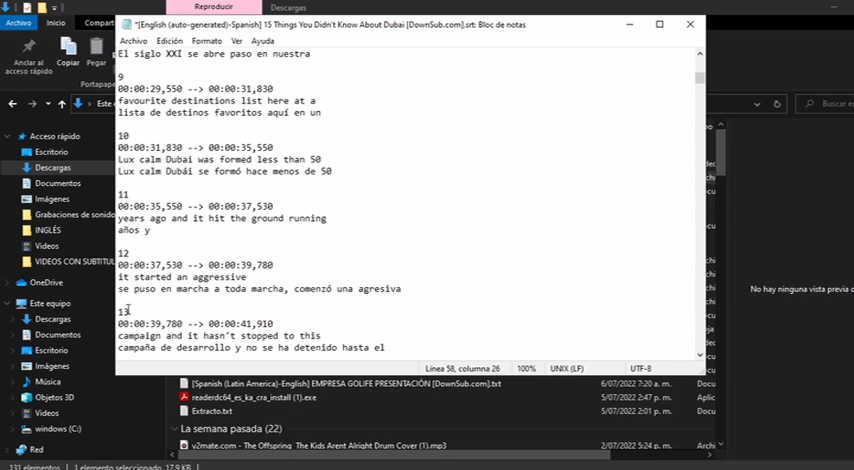 Reproducir
Archivo
Inicio
Descargas
*[English (auto-generated)-Spanish] 15 Things You Didn't Know About Dubai [DownSub.com].srt: Bloc de notas
Archivo Edición Formato Ver Ayuda
El siglo XXI se abre paso en nuestra
9
00:00:29,550 --> 00:00:31,830
favourite destinations list here at a
lista de destinos favoritos aquí en un
10
00:00:31,830 --> 00:00:35,550
Lux calm Dubai was formed less than 50
Lux calm Dubái se formó hace menos de 50
11
00:00:35,550 --> 00:00:37,530
years ago and it hit the ground running
años y
12
00:00:37,530 --> 00:00:39,780
it started an aggressive
se puso en marcha a toda marcha, comenzó una agresiva
13
00:00:39,780 --> 00:00:41,910
campaign and it hasn't stopped to this
campaña de desarrollo y no se ha detenido hasta el
Línea 58, columna 26 100% UNIX (LF) UTF-8
Anclar al
acceso rápido
Copiar
Pegar
Acceso rápido
Escritorio
Descargas
Documentos
Imágenes
Grabaciones de sonido
INGLÉS
Videos
VIDEOS CON SUBTITUL
OneDrive
Este equipo
Descargas
Documentos
Escritorio
Imágenes
Música
Objetos 3D
Videos
windows (C:)
Red
131 elementos
1 elemento seleccionado 17,9 KB
[Spanish (Latin America)-English] EMPRESA GOLIFE PRESENTACIÓN [DownSub.com].txt 6/07/2022 7:20 a. m.
readerdc64_es_ka_cra_install (1).exe 5/07/2022 2:47 p. m.
Extracto.txt 5/07/2022 2:01 p. m.
La semana pasada (22)
y2mate.com - The Offspring The Kids Arent Alright Drum Cover (1).mp3 2/07/2022 5:24 p. m.
Buscar en
No hay ninguna vista previa